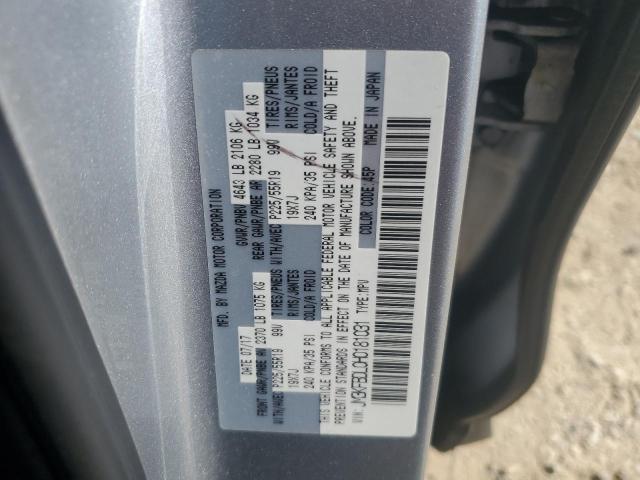 MFD. BY MAZDA MOTOR CORPORATION
DATE 07/17 GVWR/PNBV 4643 LB 2106 KG
FRONT GAWR/PNBE AV 2370 LB 1075 KG REAR GAWR/PNBE AR 2280 LB 1034 KG
WITH/AVEC P225/55R19 99V TIRES/PNEUS WITH/AVEC P225/55R19 99V TIRES/PNEUS
19X7J RIMS/JANTES 19X7J RIMS/JANTES
240 KPA/35 PSI COLD/A FROID 240 KPA/35 PSI COLD/A FROID
THIS VEHICLE CONFORMS TO ALL APPLICABLE FEDERAL MOTOR VEHICLE SAFETY AND THEFT
PREVENTION STANDARDS IN EFFECT ON THE DATE OF MANUFACTURE SHOWN ABOVE.
VIN: TYPE:MPV COLOR CODE:45P MADE IN JAPAN